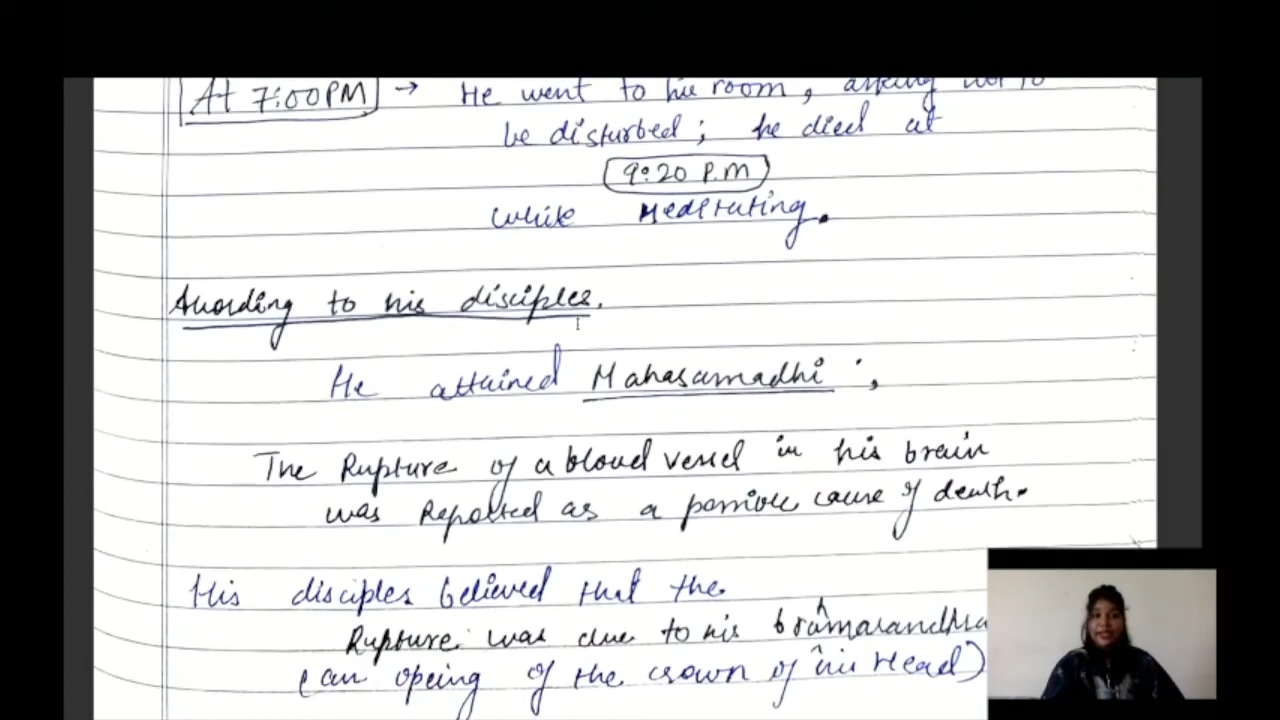 At 7:00PM → He went to his room, asking not to
be disturbed; he died at
9:20 P.M
while Meditating.
Acording to his disciples.
He attained Mahasamadhi ;
The Rupture of a blood vessel in his brain
was Reported as a possible cause of death.
His disciples believed that the
Rupture was due to his brahmarandhra
(an opeing of the crown of his Head)